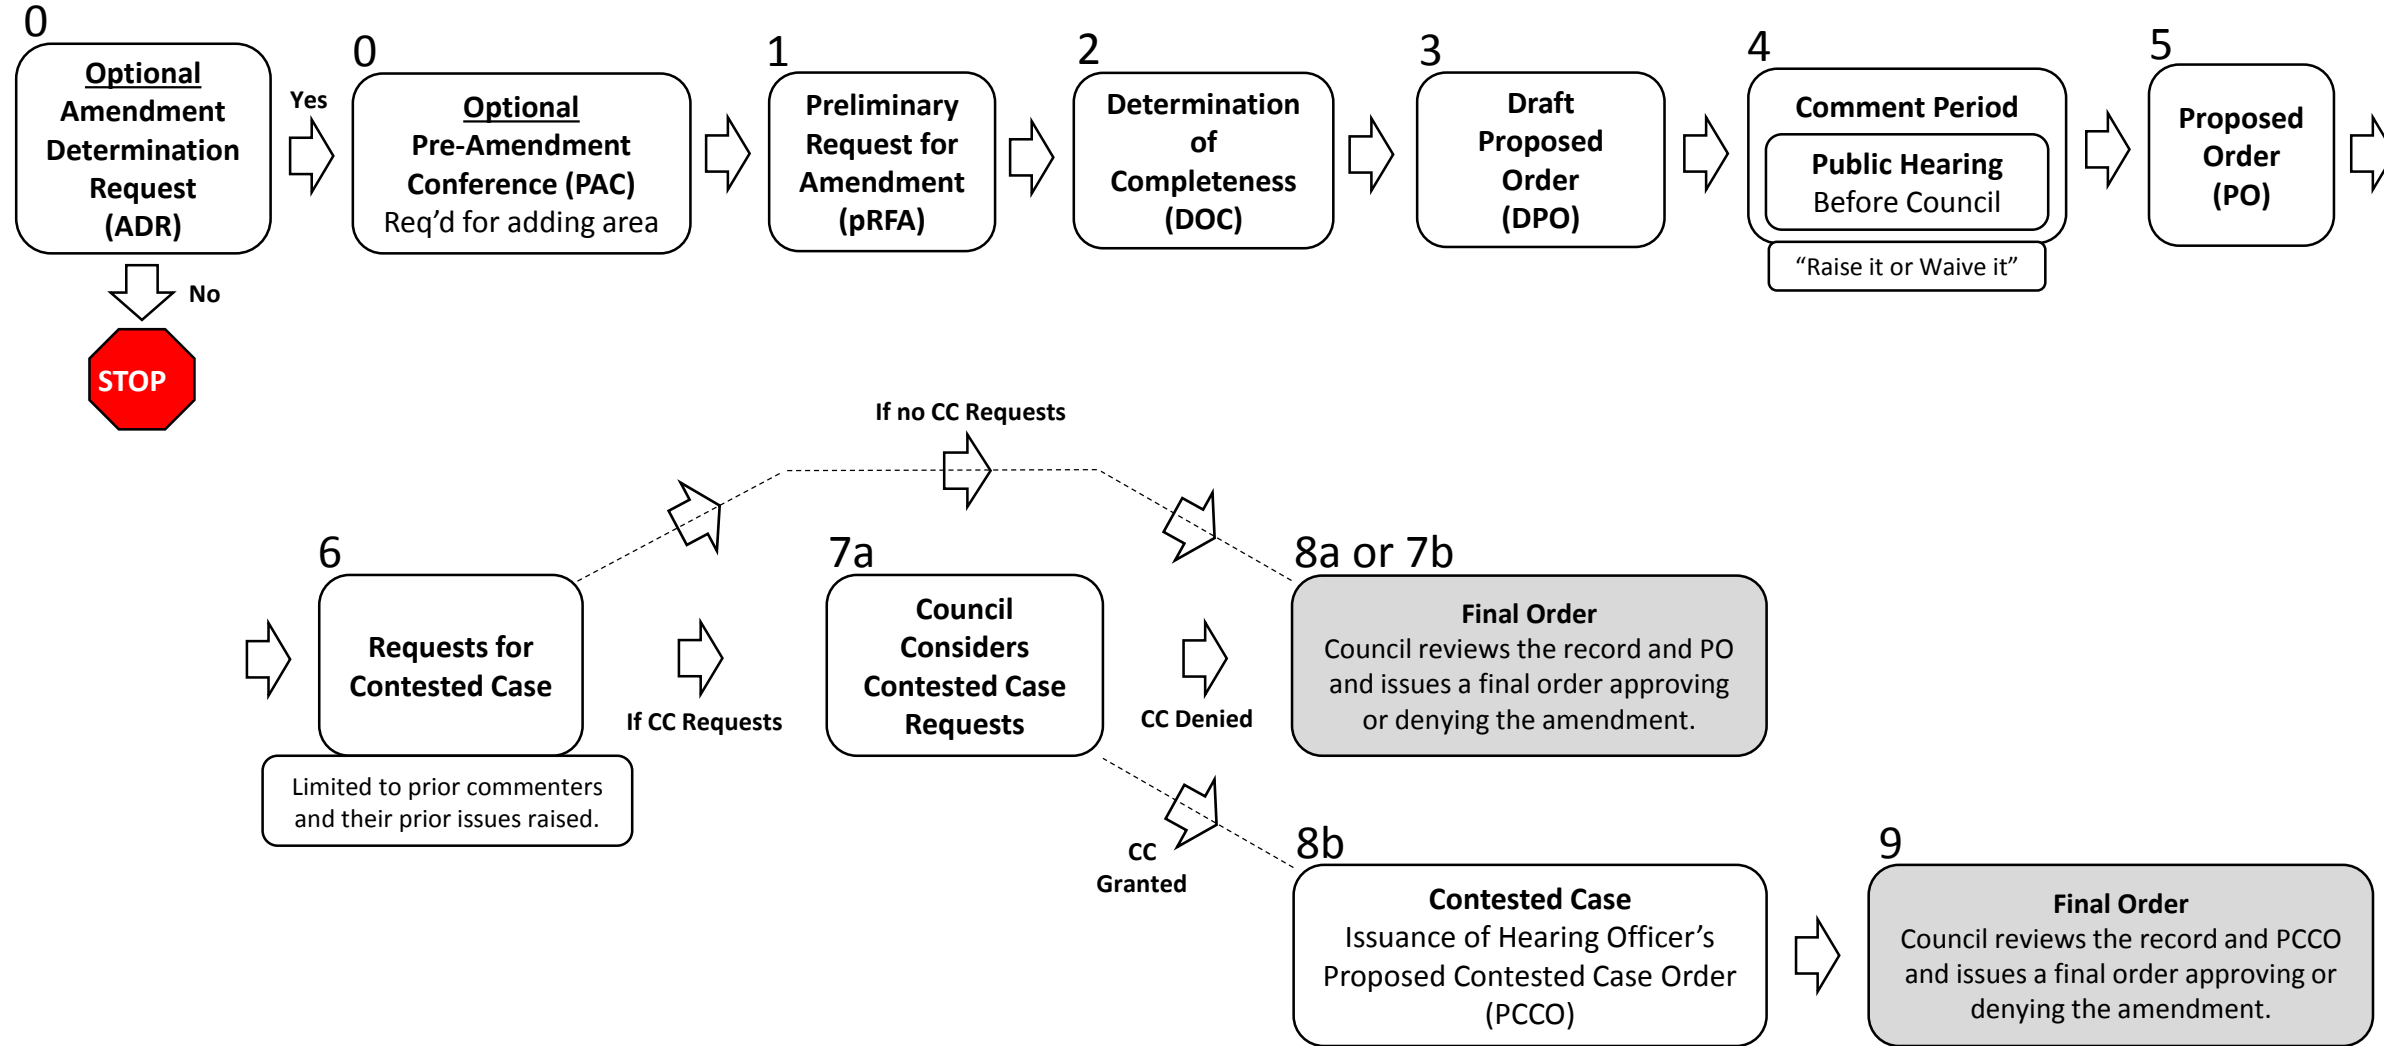 0
Optional
Amendment
Determination
Request
(ADR)
Yes
No
STOP
0
Optional
Pre-Amendment
Conference (PAC)
Req’d for adding area
1
Preliminary
Request for
Amendment
(pRFA)
2
Determination
of
Completeness
(DOC)
3
Draft
Proposed
Order
(DPO)
4
Comment Period
Public Hearing
Before Council
“Raise it or Waive it”
5
Proposed
Order
(PO)
If no CC Requests
6
Requests for
Contested Case
Limited to prior commenters
and their prior issues raised.
If CC Requests
7a
Council
Considers
Contested Case
Requests
CC Denied
8a or 7b
Final Order
Council reviews the record and PO
and issues a final order approving
or denying the amendment.
CC
Granted
8b
Contested Case
Issuance of Hearing Officer’s
Proposed Contested Case Order
(PCCO)
9
Final Order
Council reviews the record and PCCO
and issues a final order approving or
denying the amendment.